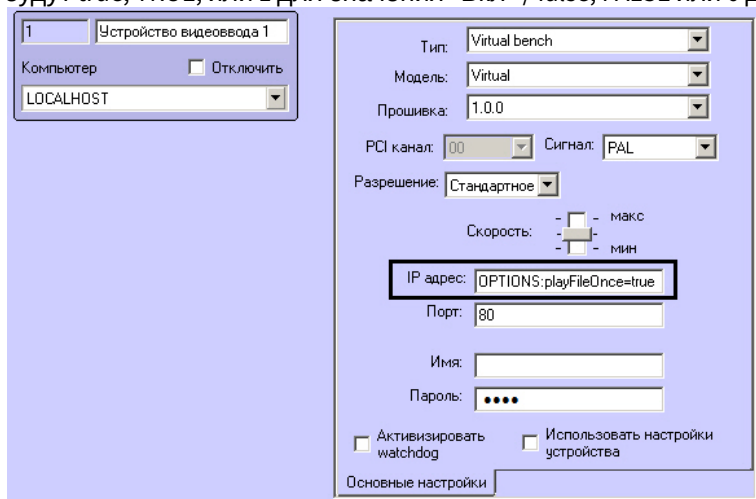 1 Устройство видеоввода 1
Компьютер Отключить
LOCALHOST
Тип: Virtual bench
Модель: Virtual
Прошивка: 1.0.0
PCI канал: 00 Сигнал: PAL
Разрешение: Стандартное
макс
Скорость:
мин
IP адрес: OPTIONS:playFileOnce=true
Порт: 80
Имя:
Пароль: ••••
Активизировать watchdog
Использовать настройки устройства
Основные настройки